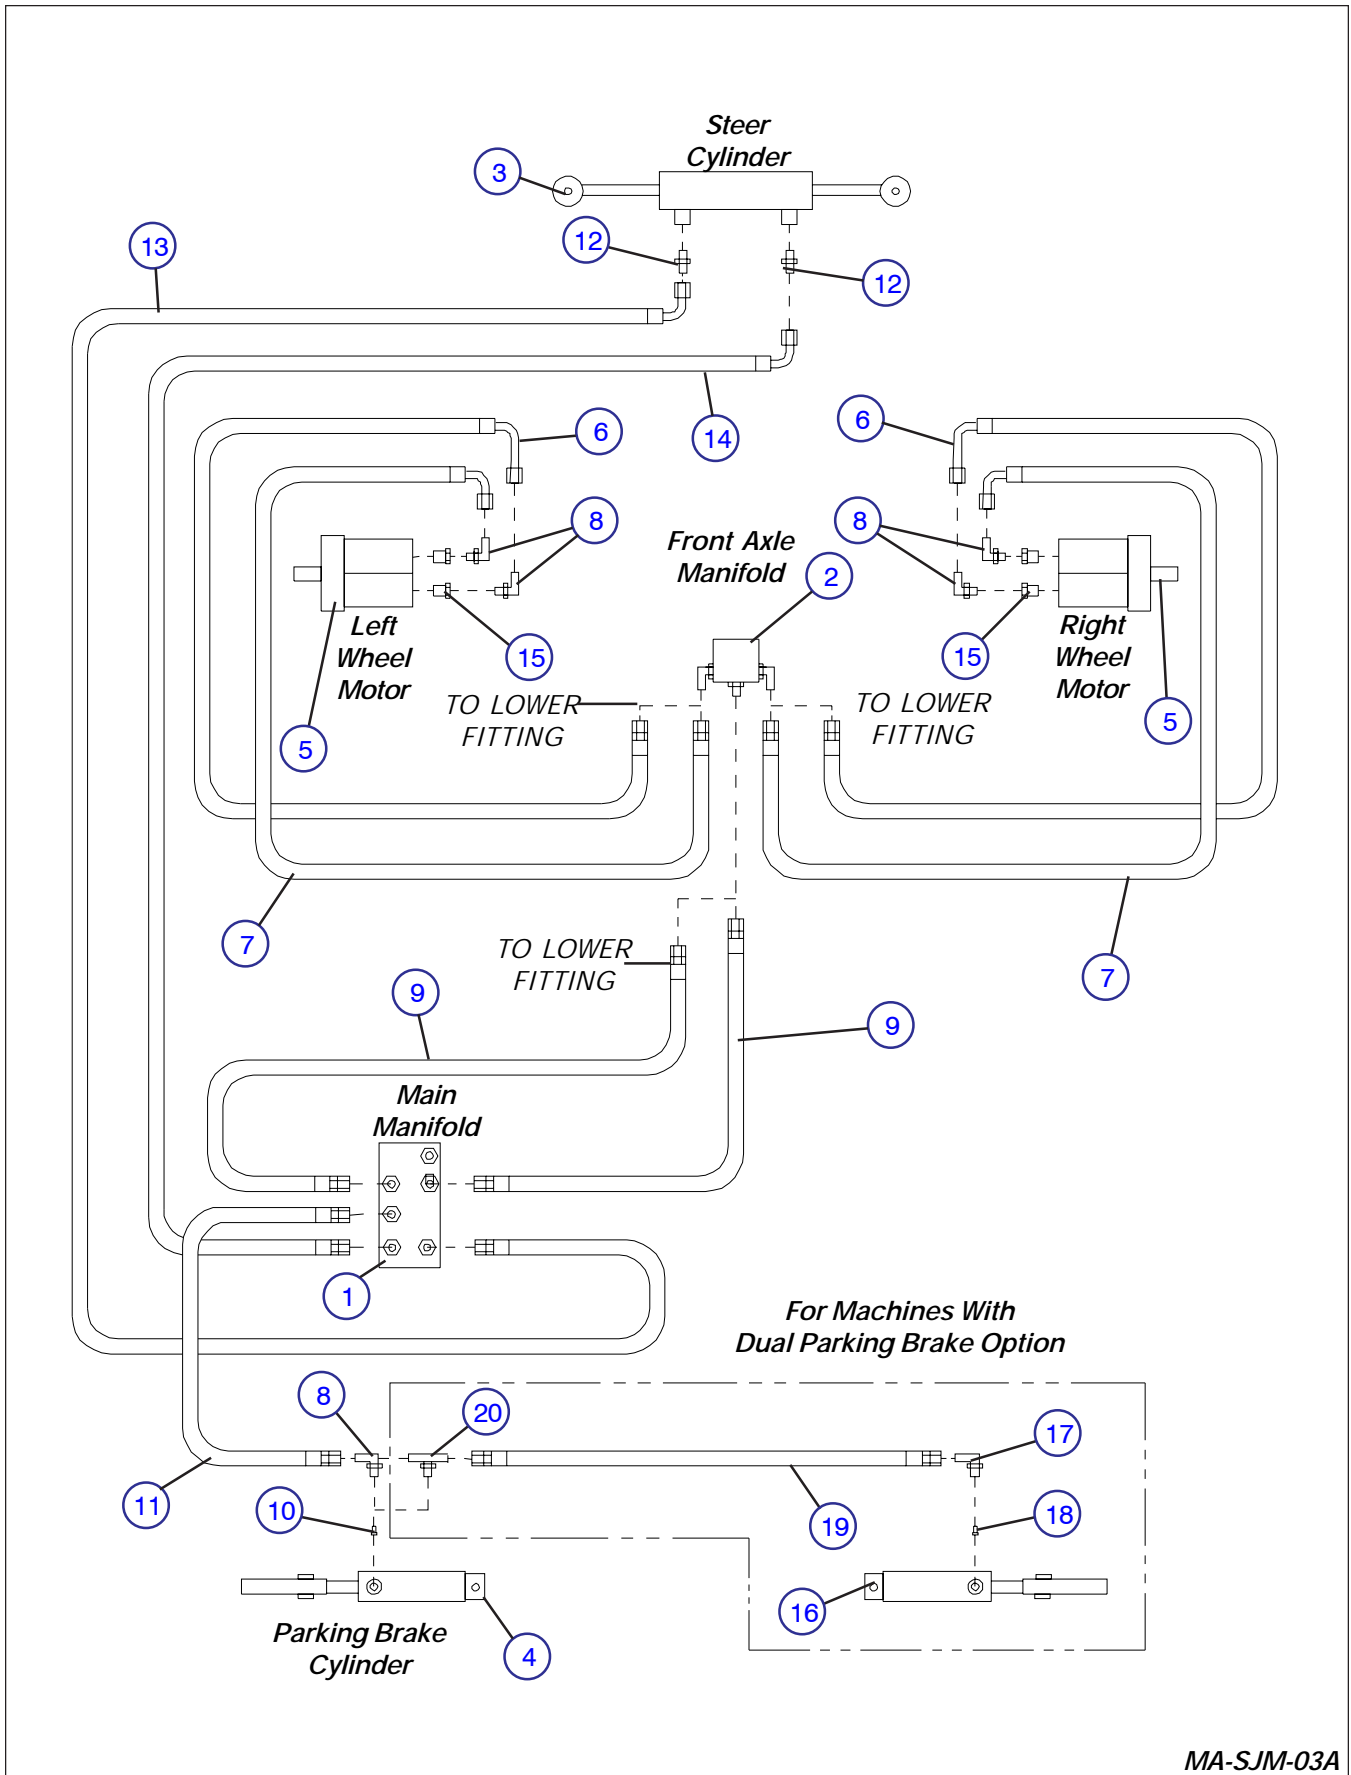 Steer
Cylinder
3
12
13
12
14
6
6
8
8
Front Axle
Manifold
2
Left
Wheel
Motor
15
15
Right
Wheel
Motor
TO LOWER
FITTING
TO LOWER
FITTING
5
5
7
7
TO LOWER
FITTING
9
9
Main
Manifold
1
For Machines With
Dual Parking Brake Option
8
20
17
11
10
19
18
16
Parking Brake
Cylinder
4
MA-SJM-03A